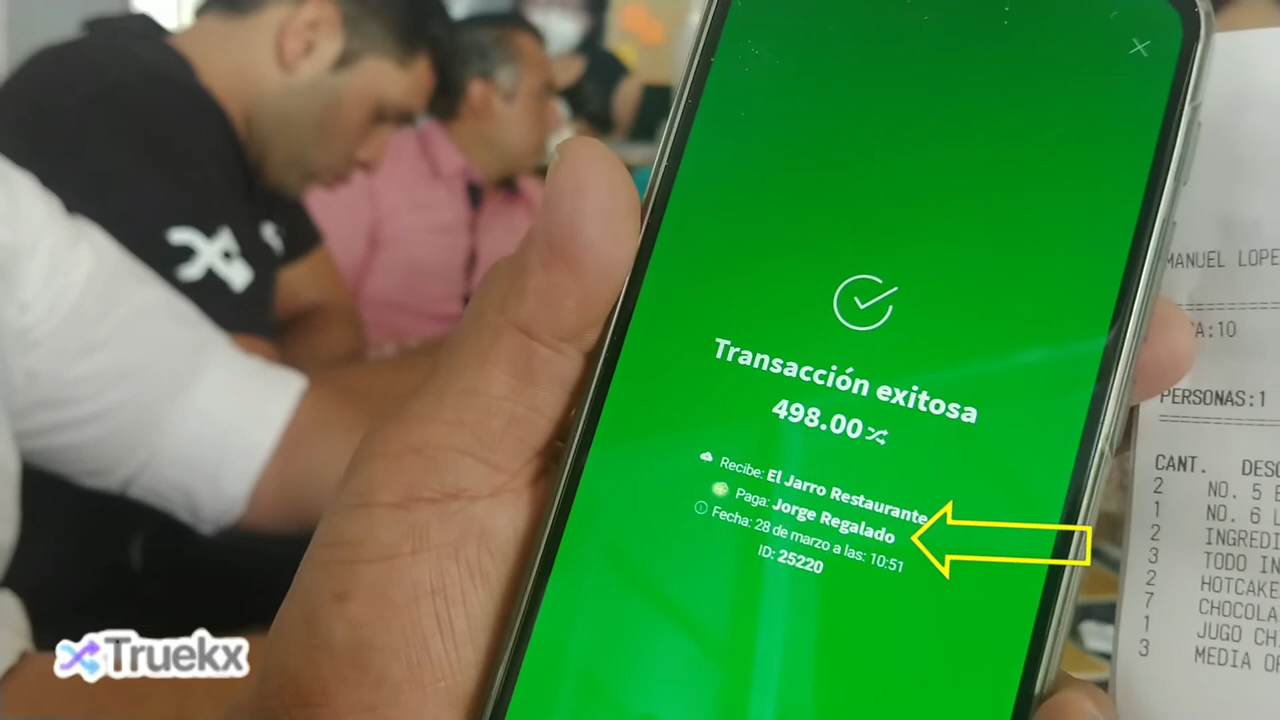 Transacción exitosa
498.00
Recibe: El Jarro Restaurante
Paga: Jorge Regalado
Fecha: 28 de marzo a las: 10:51
ID: 25220
MANUEL LOPE
A:10
PERSONAS:1
CANT. DESC
2 NO. 5
1 NO. 6
2 INGREDI
3 TODO IN
2 HOTCAKE
7 CHOCOLA
1 JUGO CH
3 MEDIA OR
Truekx